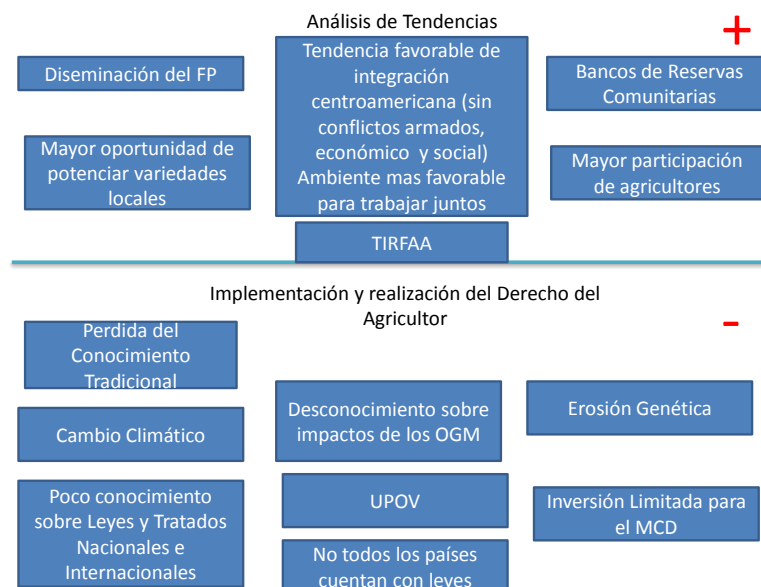 Análisis de Tendencias
+
Diseminación del FP
Mayor oportunidad de
potenciar variedades
locales
Tendencia favorable de
integración
centroamericana (sin
conflictos armados,
económico y social)
Ambiente mas favorable
para trabajar juntos
TIRFAA
Bancos de Reservas
Comunitarias
Mayor participación
de agricultores
Implementación y realización del Derecho del
Agricultor
-
Perdida del
Conocimiento
Tradicional
Cambio Climático
Poco conocimiento
sobre Leyes y Tratados
Nacionales e
Internacionales
Desconocimiento sobre
impactos de los OGM
UPOV
No todos los países
cuentan con leyes
Erosión Genética
Inversión Limitada para
el MCD